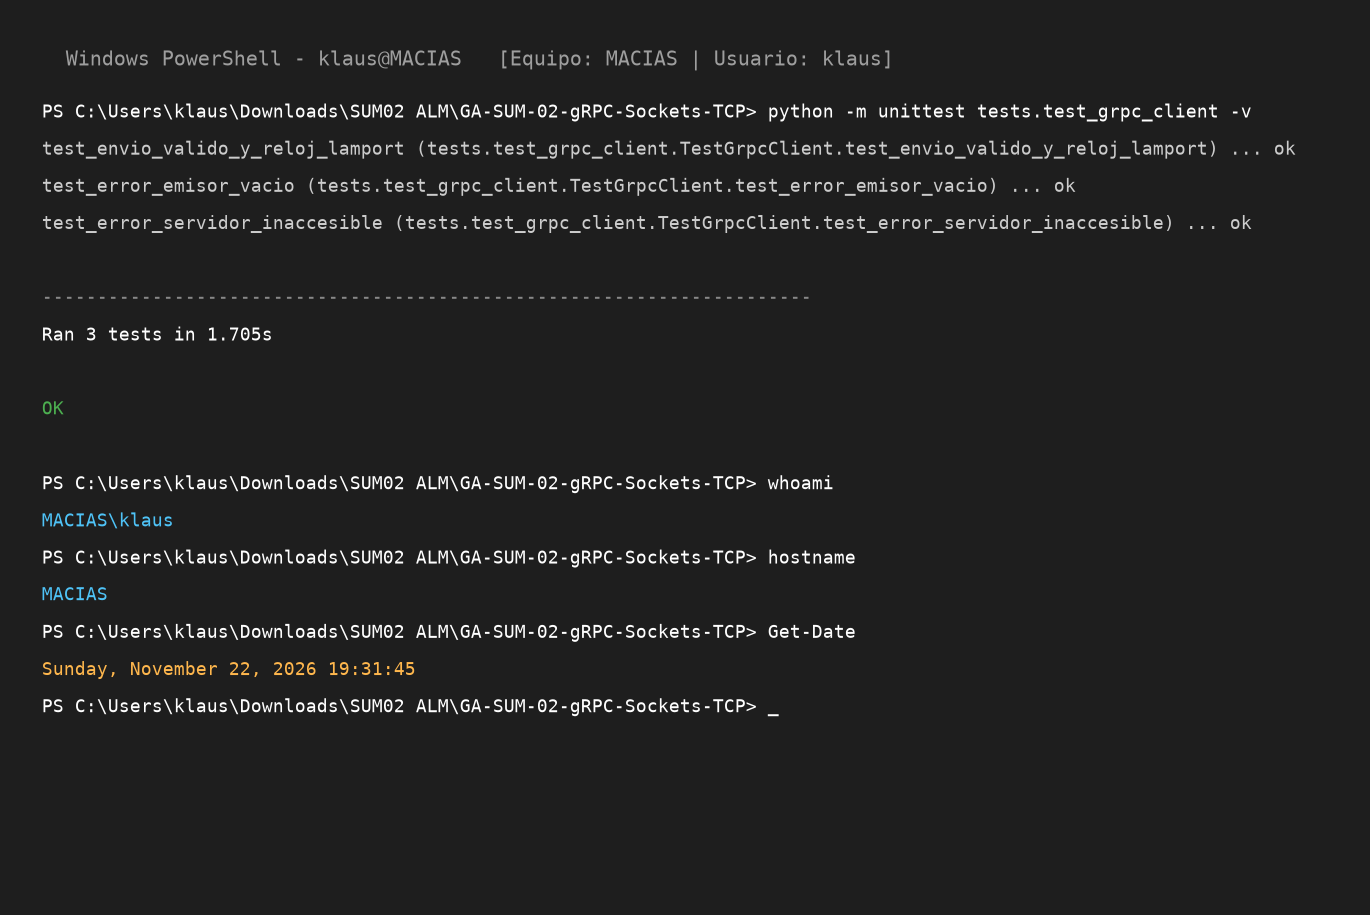 Windows PowerShell - klaus@MACIAS   [Equipo: MACIAS | Usuario: klaus]
PS C:\Users\klaus\Downloads\SUM02 ALM\GA-SUM-02-gRPC-Sockets-TCP> python -m unittest tests.test_grpc_client -v
test_envio_valido_y_reloj_lamport (tests.test_grpc_client.TestGrpcClient.test_envio_valido_y_reloj_lamport) ... ok
test_error_emisor_vacio (tests.test_grpc_client.TestGrpcClient.test_error_emisor_vacio) ... ok
test_error_servidor_inaccesible (tests.test_grpc_client.TestGrpcClient.test_error_servidor_inaccesible) ... ok
----------------------------------------------------------------------
Ran 3 tests in 1.705s
OK
PS C:\Users\klaus\Downloads\SUM02 ALM\GA-SUM-02-gRPC-Sockets-TCP> whoami
MACIAS\klaus
PS C:\Users\klaus\Downloads\SUM02 ALM\GA-SUM-02-gRPC-Sockets-TCP> hostname
MACIAS
PS C:\Users\klaus\Downloads\SUM02 ALM\GA-SUM-02-gRPC-Sockets-TCP> Get-Date
Sunday, November 22, 2026 19:31:45
PS C:\Users\klaus\Downloads\SUM02 ALM\GA-SUM-02-gRPC-Sockets-TCP> _